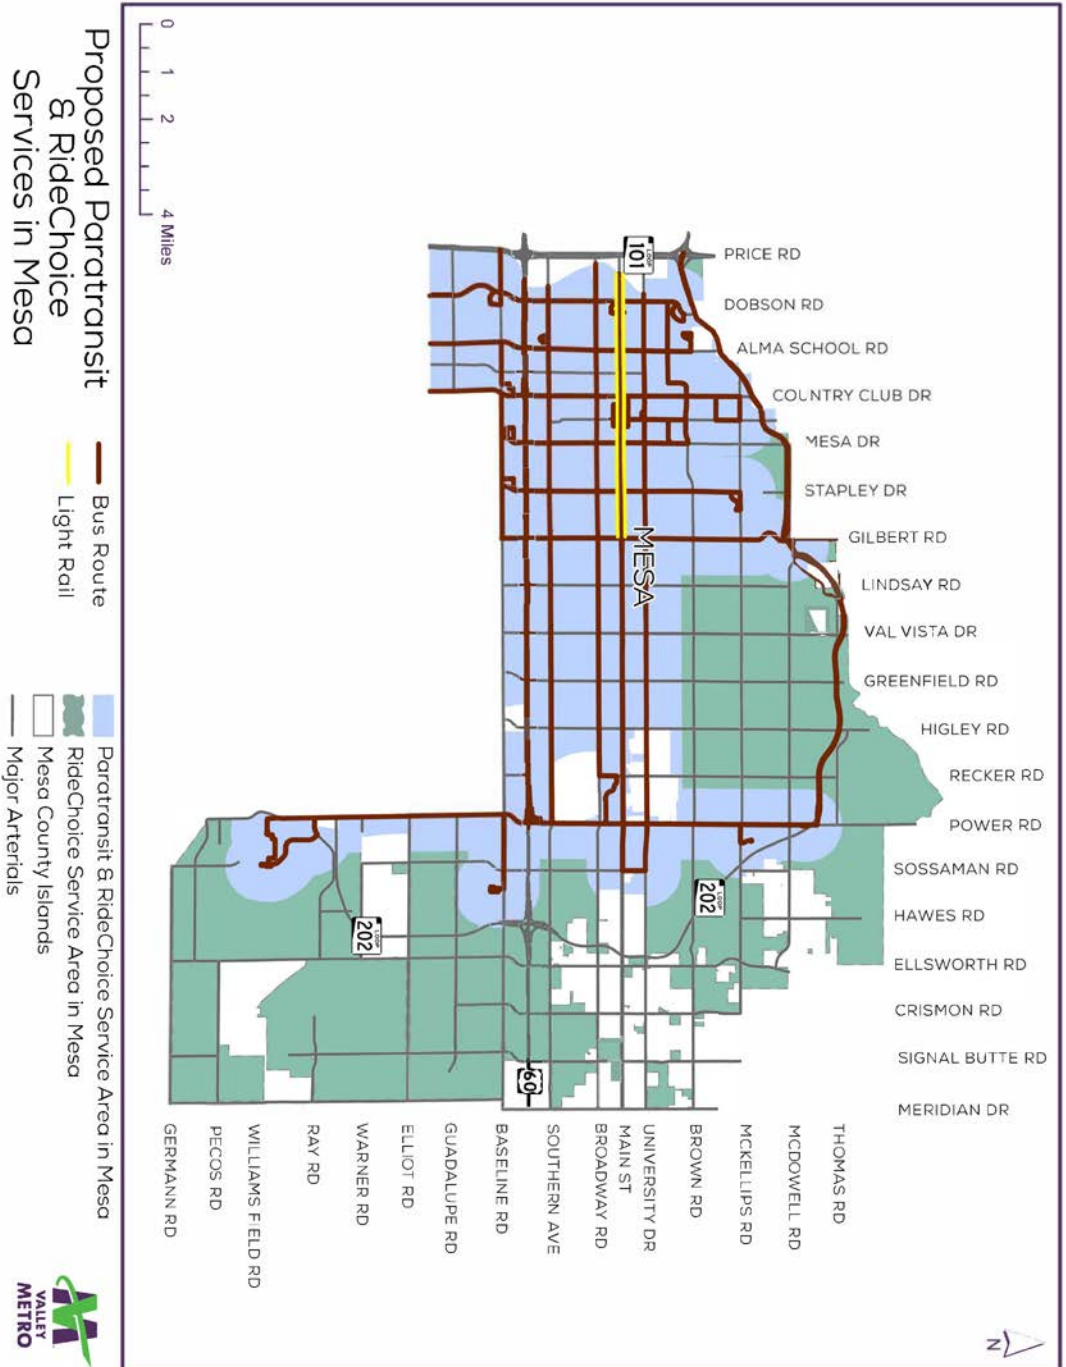 PRICE RD
DOBSON RD
ALMA SCHOOL RD
COUNTRY CLUB DR
MESA DR
STAPLEY DR
GILBERT RD
LINDSAY RD
VAL VISTA DR
GREENFIELD RD
HIGLEY RD
RECKER RD
POWER RD
SOSSAMAN RD
HAWES RD
ELLSWORTH RD
CRISMON RD
SIGNAL BUTTE RD
MERIDIAN DR
THOMAS RD
MCDOWELL RD
MCKELLIPS RD
BROWN RD
UNIVERSITY DR
MAIN ST
BROADWAY RD
SOUTHERN AVE
BASELINE RD
GUADALUPE RD
ELLIOT RD
WARNER RD
RAY RD
WILLIAMS FIELD RD
PECOS RD
GERMANN RD
LOOP
101
MESA
LOOP
202
LOOP
202
60
N
0 1 2 4 Miles
Proposed Paratransit
& RideChoice
Services in Mesa
Bus Route
Light Rail
Paratransit & RideChoice Service Area in Mesa
RideChoice Service Area in Mesa
Mesa County Islands
Major Arterials
VALLEY
METRO